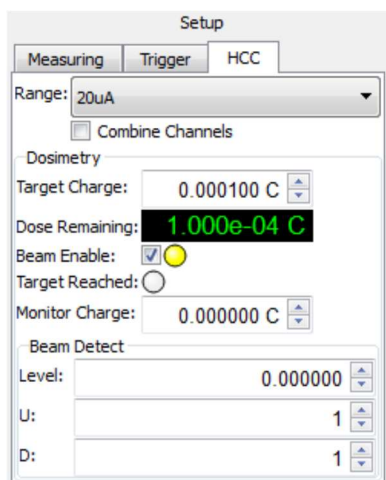 Setup
Measuring Trigger HCC
Range: 20uA
Combine Channels
Dosimetry
Target Charge: 0.000100 C
Dose Remaining: 1.000e-04 C
Beam Enable:
Target Reached:
Monitor Charge: 0.000000 C
Beam Detect
Level: 0.000000
U: 1
D: 1